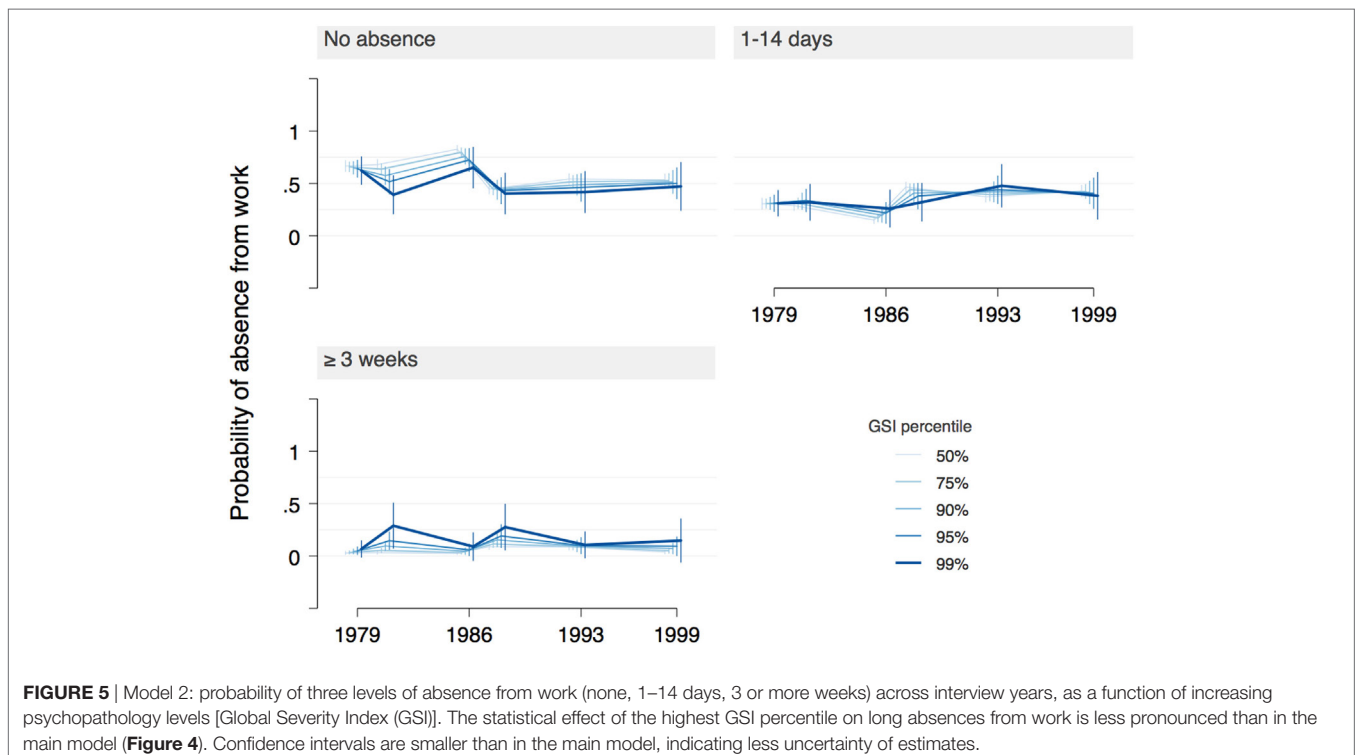 No absence
1-14 days
Probability of absence from work
1
.5
0
1979 1986 1993 1999
≥ 3 weeks
1
.5
0
1979 1986 1993 1999
GSI percentile
50%
75%
90%
95%
99%
FIGURE 5 | Model 2: probability of three levels of absence from work (none, 1–14 days, 3 or more weeks) across interview years, as a function of increasing
psychopathology levels [Global Severity Index (GSI)]. The statistical effect of the highest GSI percentile on long absences from work is less pronounced than in the
main model (Figure 4). Confidence intervals are smaller than in the main model, indicating less uncertainty of estimates.